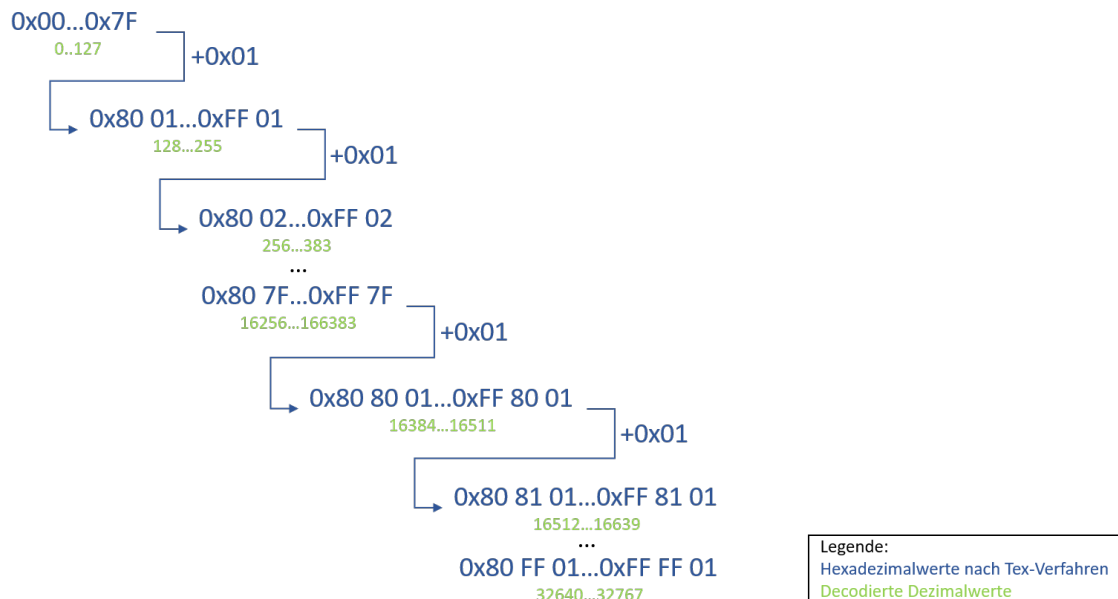 0x00...0x7F
0..127
+0x01
0x80 01...0xFF 01
128...255
+0x01
0x80 02...0xFF 02
256...383
...
0x80 7F...0xFF 7F
16256...166383
+0x01
0x80 80 01...0xFF 80 01
16384...16511
+0x01
0x80 81 01...0xFF 81 01
16512...16639
...
0x80 FF 01...0xFF FF 01
32640...32767
Legende:
Hexadezimalwerte nach Tex-Verfahren
Decodierte Dezimalwerte